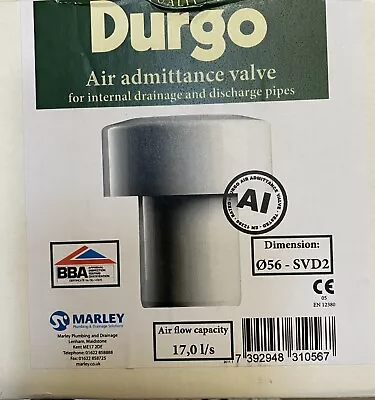 Durgo
Air admittance valve
for internal drainage and discharge pipes
AI
BBA
Dimension:
Ø56 - SVD2
CE
05
EN 12380
MARLEY
Plumbing & Drainage Solutions
Marley Plumbing and Drainage
Lenham, Maidstone
Kent ME17 2DE
Telephone: 01622 858888
Fax: 01622 858725
marley.co.uk
Air flow capacity
17,0 l/s
7 392948 310567